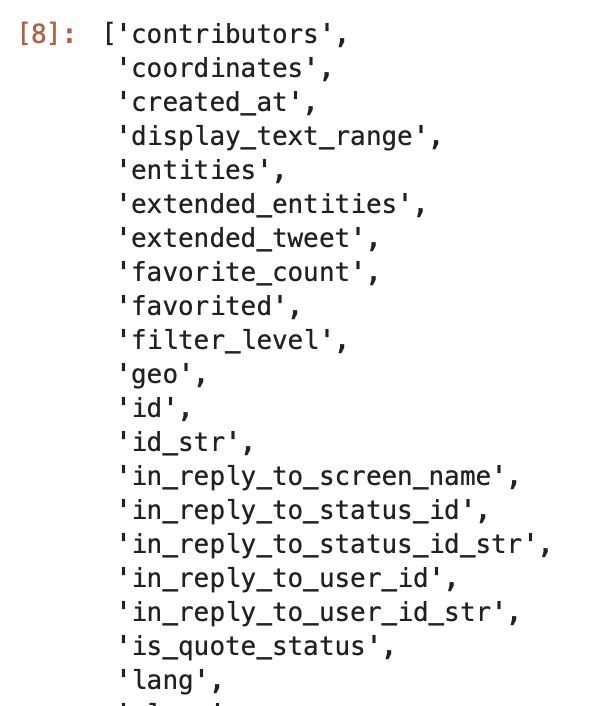 [8]: ['contributors',
'coordinates',
'created_at',
'display_text_range',
'entities',
'extended_entities',
'extended_tweet',
'favorite_count',
'favorited',
'filter_level',
'geo',
'id',
'id_str',
'in_reply_to_screen_name',
'in_reply_to_status_id',
'in_reply_to_status_id_str',
'in_reply_to_user_id',
'in_reply_to_user_id_str',
'is_quote_status',
'lang',